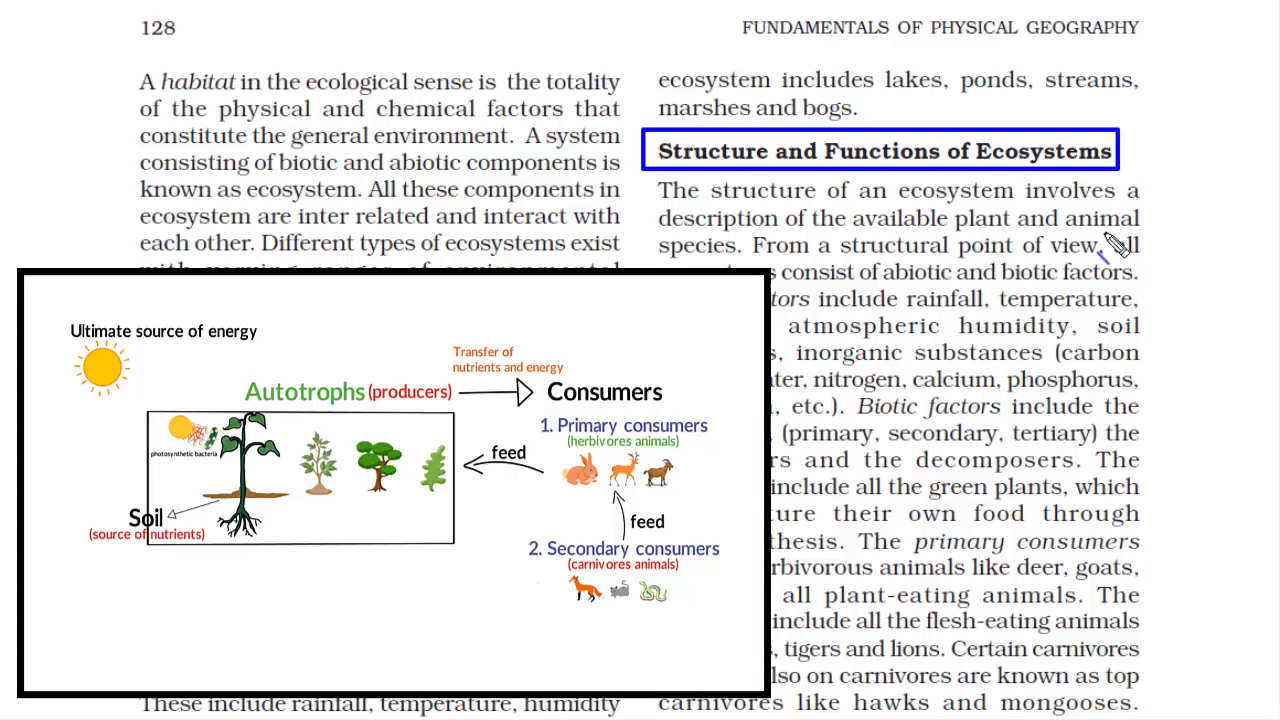 128
FUNDAMENTALS OF PHYSICAL GEOGRAPHY
A habitat in the ecological sense is the totality
of the physical and chemical factors that
constitute the general environment. A system
consisting of biotic and abiotic components is
known as ecosystem. All these components in
ecosystem are inter related and interact with
each other. Different types of ecosystems exist
with varying ranges of environmental
These include rainfall, temperature, humidity
ecosystem includes lakes, ponds, streams,
marshes and bogs.
Structure and Functions of Ecosystems
The structure of an ecosystem involves a
description of the available plant and animal
species. From a structural point of view, all
consist of abiotic and biotic factors.
include rainfall, temperature,
atmospheric humidity, soil
inorganic substances (carbon
nitrogen, calcium, phosphorus,
etc.). Biotic factors include the
(primary, secondary, tertiary) the
and the decomposers. The
include all the green plants, which
their own food through
The primary consumers
animals like deer, goats,
all plant-eating animals. The
include all the flesh-eating animals
tigers and lions. Certain carnivores
on carnivores are known as top
carnivores like hawks and mongooses.
Ultimate source of energy
Transfer of
nutrients and energy
Autotrophs (producers)
Consumers
photosynthetic bacteria
Soil
(source of nutrients)
1. Primary consumers
(herbivores animals)
feed
feed
2. Secondary consumers
(carnivores animals)